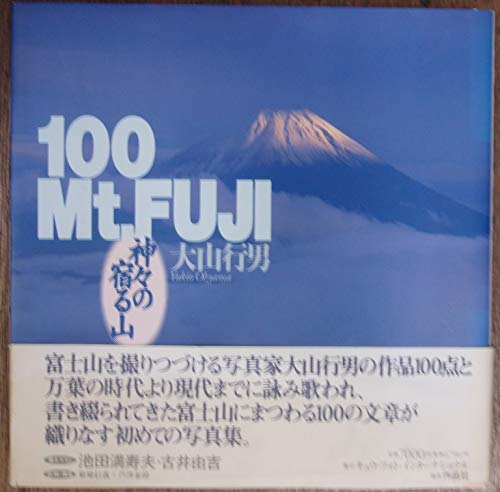 100
Mt.FUJI
大山行男
Yukio Ohyama
神々の
宿る山
富士山を撮りつづける写真家大山行男の作品100点と
万葉の時代より現代までに詠み歌われ、
書き綴られてきた富士山にまつわる100の文章が
織りなす初めての写真集。
池田満寿夫・古井由吉